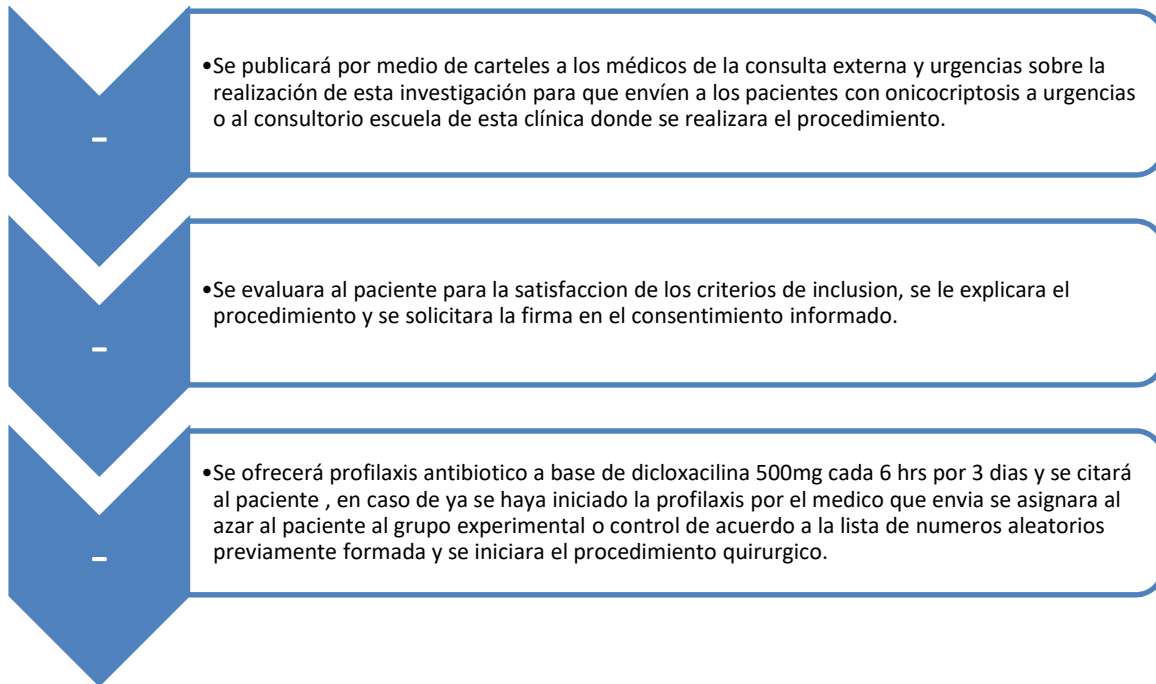 -
•Se publicará por medio de carteles a los médicos de la consulta externa y urgencias sobre la
realización de esta investigación para que envíen a los pacientes con onicocriptosis a urgencias
o al consultorio escuela de esta clínica donde se realizara el procedimiento.
-
•Se evaluara al paciente para la satisfaccion de los criterios de inclusion, se le explicara el
procedimiento y se solicitara la firma en el consentimiento informado.
-
•Se ofrecerá profilaxis antibiotico a base de dicloxacilina 500mg cada 6 hrs por 3 dias y se citará
al paciente , en caso de ya se haya iniciado la profilaxis por el medico que envia se asignara al
azar al paciente al grupo experimental o control de acuerdo a la lista de numeros aleatorios
previamente formada y se iniciara el procedimiento quirurgico.